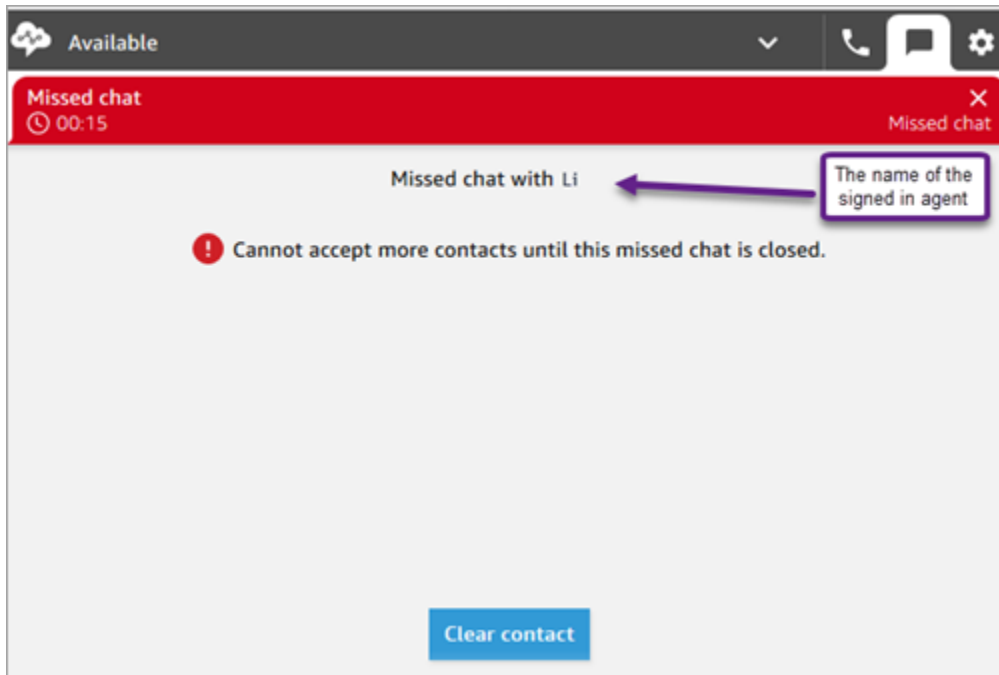 Available
Missed chat
00:15
Missed chat
Missed chat with Li
The name of the
signed in agent
Cannot accept more contacts until this missed chat is closed.
Clear contact